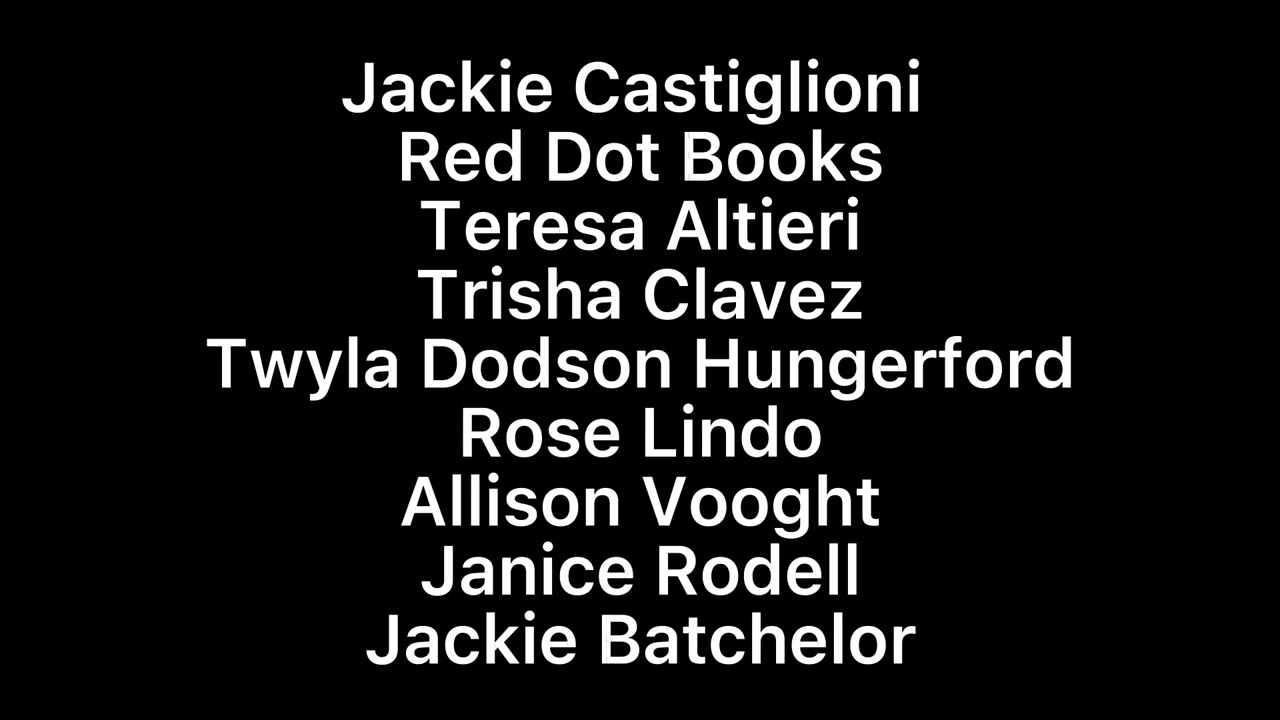 Jackie Castiglioni
Red Dot Books
Teresa Altieri
Trisha Clavez
Twyla Dodson Hungerford
Rose Lindo
Allison Vooght
Janice Rodell
Jackie Batchelor